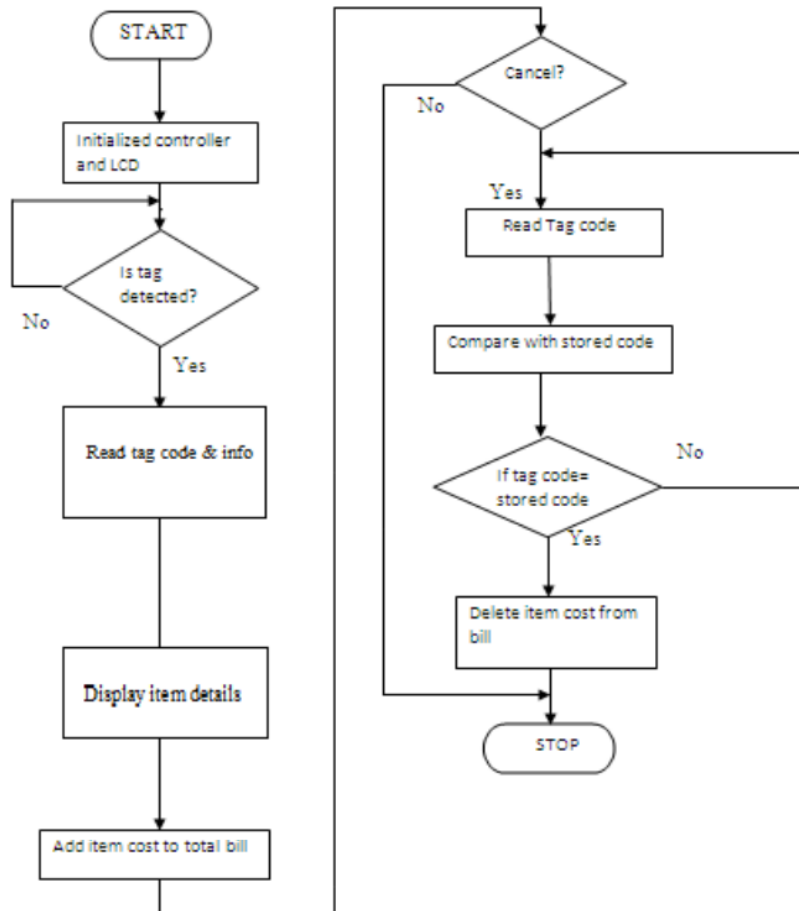 START
Initialized controller
and LCD
Is tag
detected?
No
Yes
Read tag code & info
Display item details
Add item cost to total bill
Cancel?
No
Yes
Read Tag code
Compare with stored code
If tag code=
stored code
No
Yes
Delete item cost from
bill
STOP